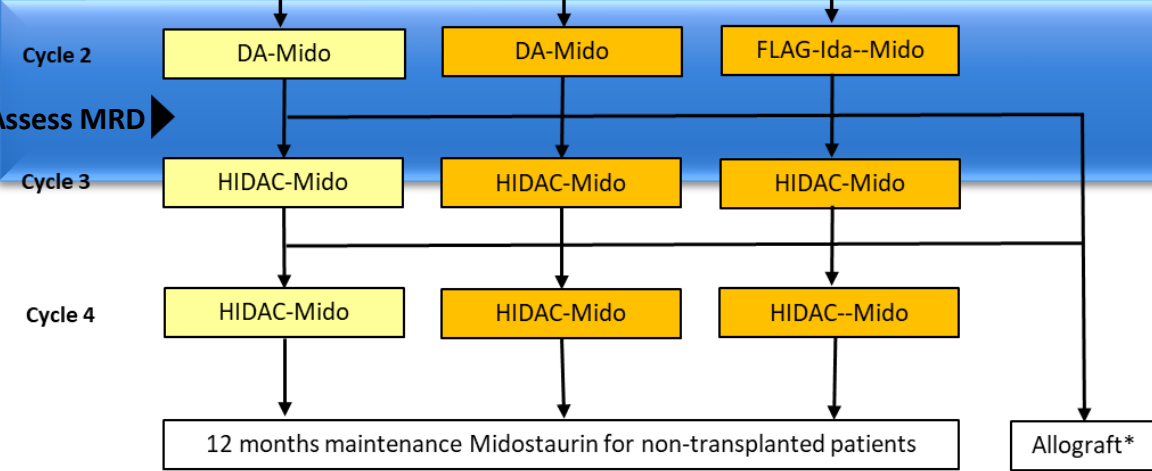 Cycle 2
DA-Mido
DA-Mido
FLAG-Ida--Mido
Assess MRD
Cycle 3
HIDAC-Mido
HIDAC-Mido
HIDAC-Mido
Cycle 4
HIDAC-Mido
HIDAC-Mido
HIDAC--Mido
12 months maintenance Midostaurin for non-transplanted patients
Allograft*